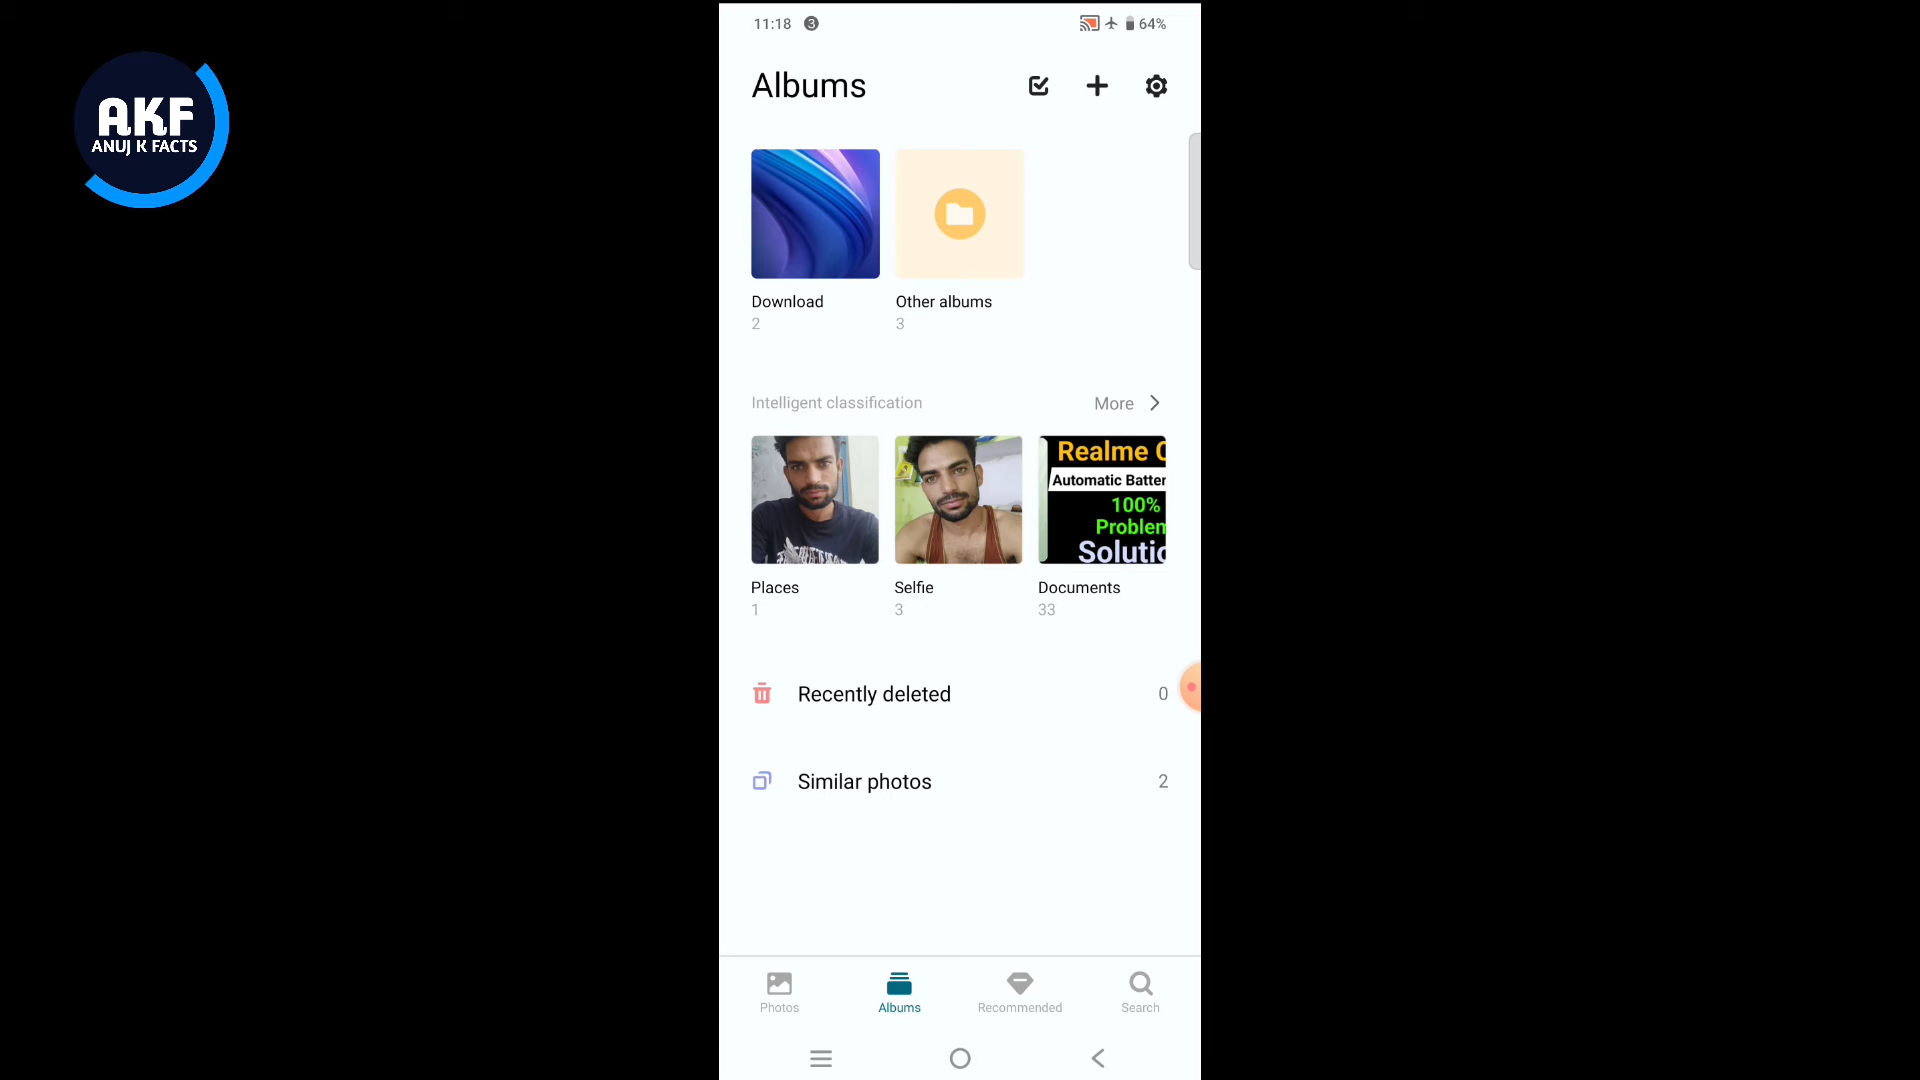 AKF
ANUJ K FACTS
11:18 3 64%
Albums
Download
2
Other albums
3
Intelligent classification More
Realme C
Automatic Batter
100%
Problem
Solutio
Places
1
Selfie
3
Documents
33
Recently deleted 0
Similar photos 2
Photos Albums Recommended Search